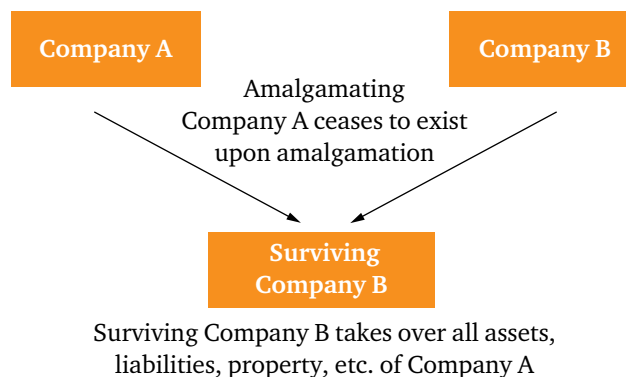 Company A
Company B
Amalgamating
Company A ceases to exist
upon amalgamation
Surviving
Company B
Surviving Company B takes over all assets,
liabilities, property, etc. of Company A